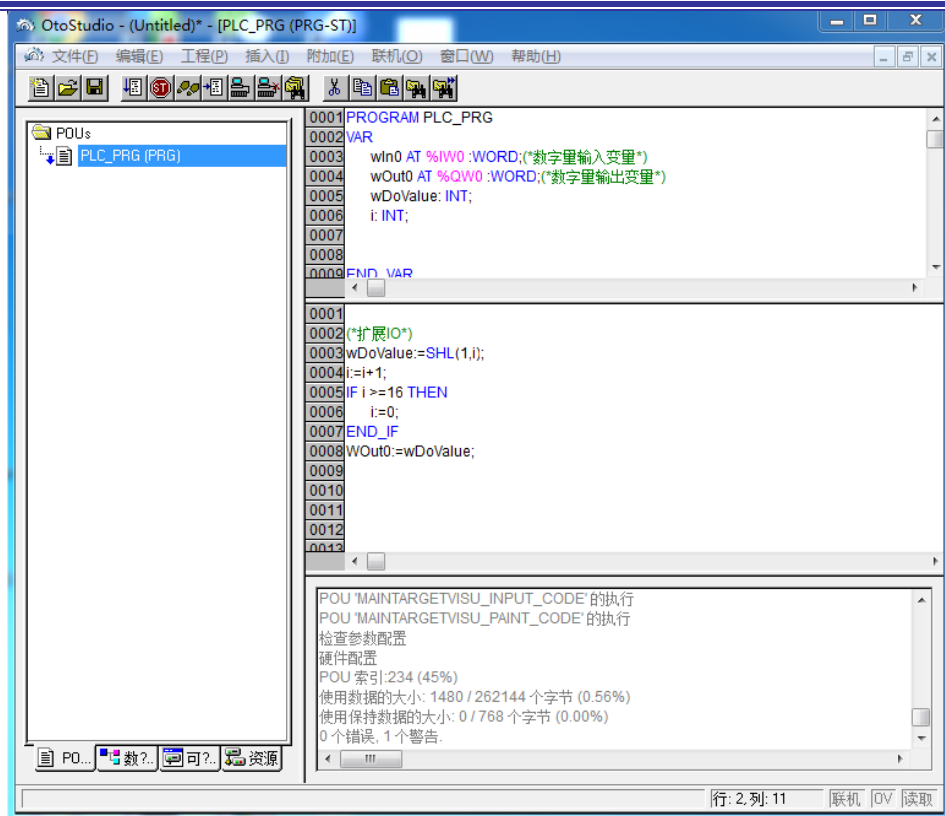 OtoStudio - (Untitled)* - [PLC_PRG (PRG-ST)]
文件(F) 编辑(E) 工程(P) 插入(I) 附加(E) 联机(O) 窗口(W) 帮助(H)
POUs
PLC_PRG (PRG)
0001 PROGRAM PLC_PRG
0002 VAR
0003 wIn0 AT %IW0 :WORD;(*数字量输入变量*)
0004 wOut0 AT %QW0 :WORD;(*数字量输出变量*)
0005 wDoValue: INT;
0006 i: INT;
0007
0008
0009 END_VAR
0001
0002 (*扩展IO*)
0003 wDoValue:=SHL(1,i);
0004 i:=i+1;
0005 IF i >=16 THEN
0006 i:=0;
0007 END_IF
0008 WOut0:=wDoValue;
0009
0010
0011
0012
0013
POU 'MAINTARGETVISU_INPUT_CODE' 的执行
POU 'MAINTARGETVISU_PAINT_CODE' 的执行
检查参数配置
硬件配置
POU 索引:234 (45%)
使用数据的大小: 1480 / 262144 个字节 (0.56%)
使用保持数据的大小: 0 / 768 个字节 (0.00%)
0 个错误, 1 个警告.
PO... 数?.. 可?.. 资源
行: 2, 列: 11 联机 OV 读取